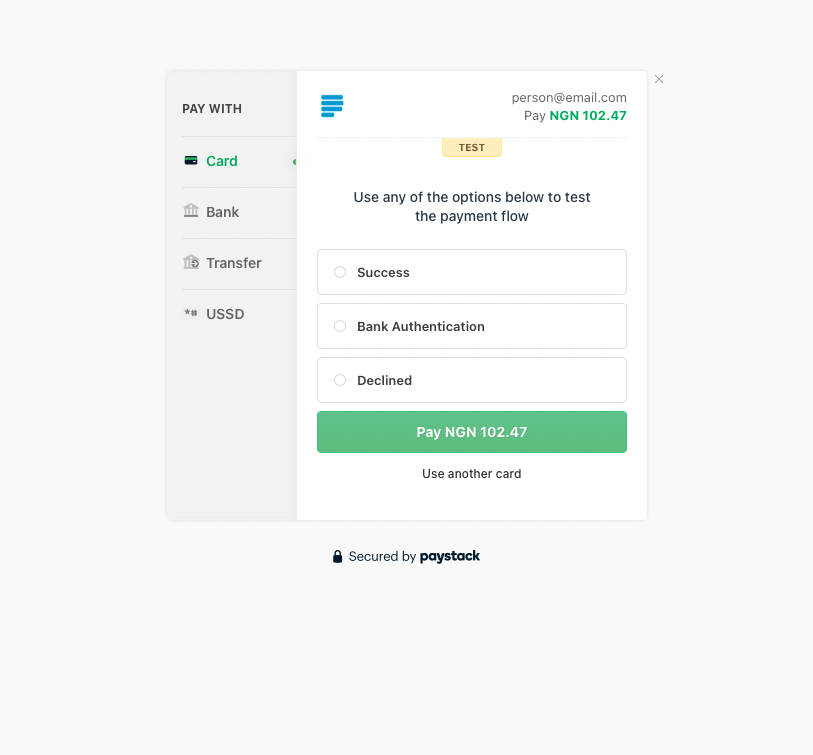 PAY WITH
Card
Bank
Transfer
*# USSD
person@email.com
Pay NGN 102.47
TEST
Use any of the options below to test
the payment flow
Success
Bank Authentication
Declined
Pay NGN 102.47
Use another card
Secured by paystack